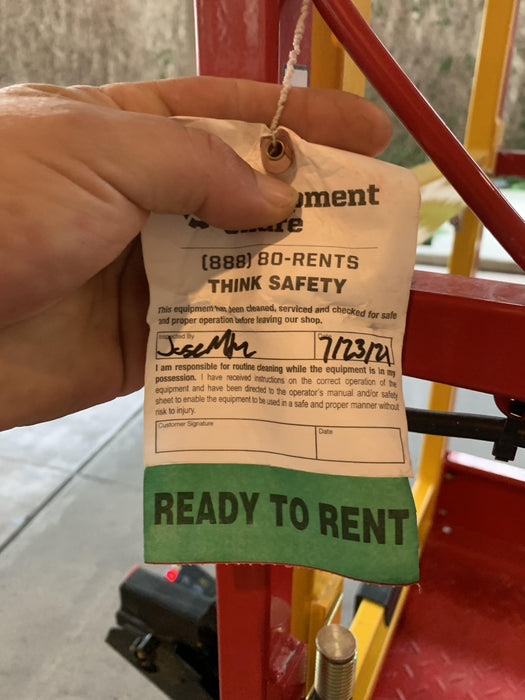 (888) 80-RENTS
THINK SAFETY
This equipment has been cleaned, serviced and checked for safe
and proper operation before leaving our shop.
Inspected By
Date
Jose
7/23/21
I am responsible for routine cleaning while the equipment is in my
possession. I have received instructions on the correct operation of the
equipment and have been directed to the operator's manual and/or safety
sheet to enable the equipment to be used in a safe and proper manner without
risk to injury.
Customer Signature
Date
READY TO RENT